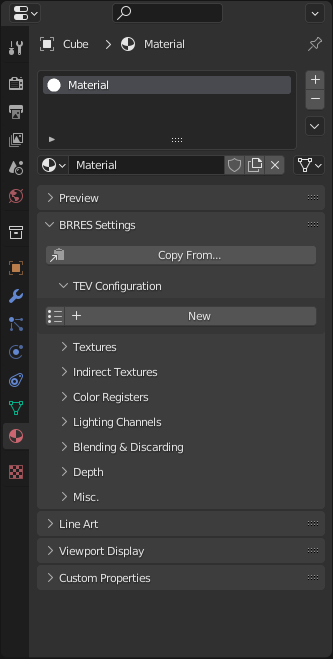 Cube > Material
Material
Material
Preview
BRRES Settings
Copy From...
TEV Configuration
New
Textures
Indirect Textures
Color Registers
Lighting Channels
Blending & Discarding
Depth
Misc.
Line Art
Viewport Display
Custom Properties